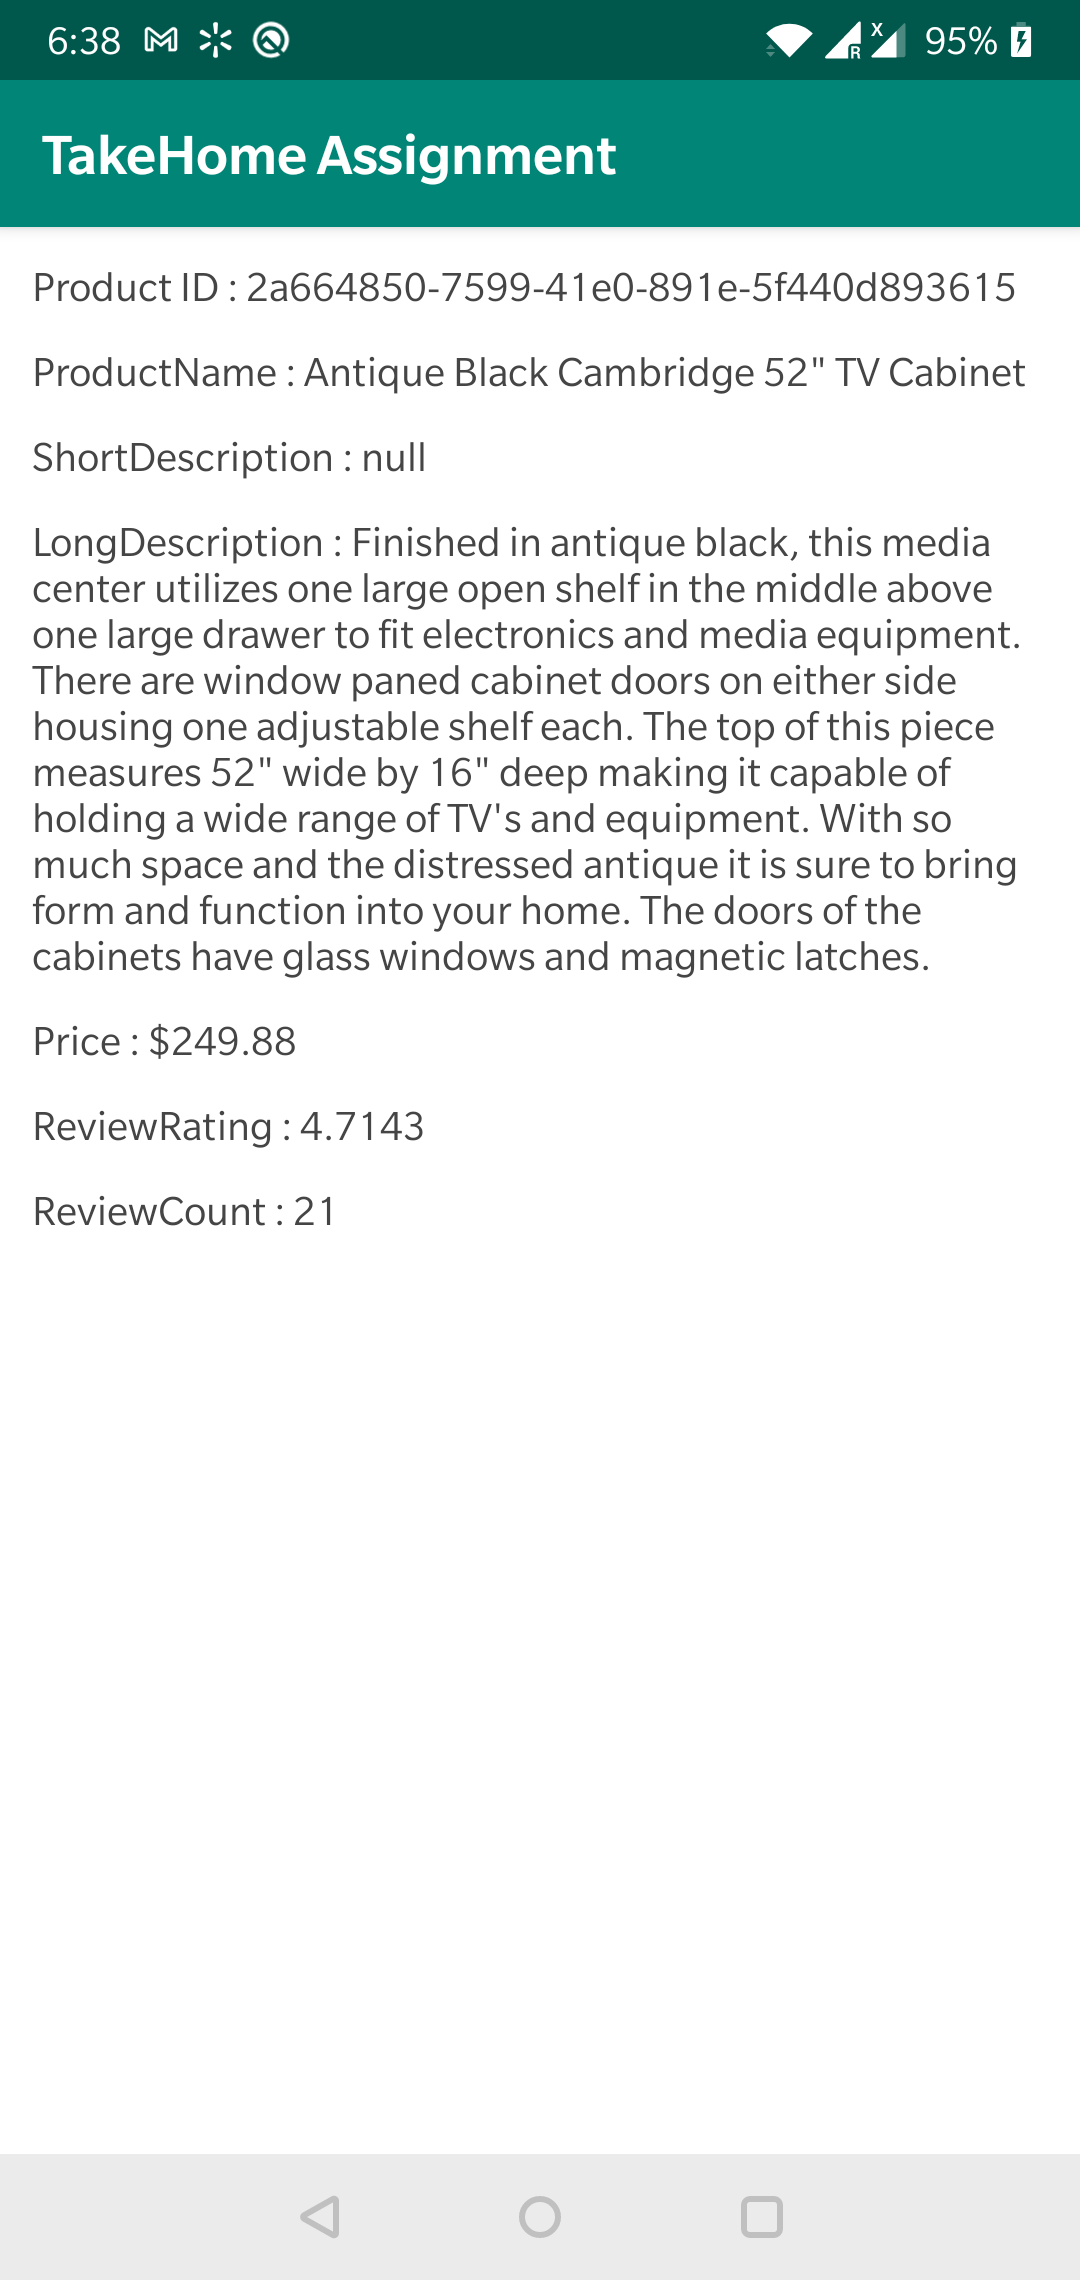 6:38
R
X
95%
TakeHome Assignment
Product ID : 2a664850-7599-41e0-891e-5f440d893615
ProductName : Antique Black Cambridge 52" TV Cabinet
ShortDescription : null
LongDescription : Finished in antique black, this media
center utilizes one large open shelf in the middle above
one large drawer to fit electronics and media equipment.
There are window paned cabinet doors on either side
housing one adjustable shelf each. The top of this piece
measures 52" wide by 16" deep making it capable of
holding a wide range of TV's and equipment. With so
much space and the distressed antique it is sure to bring
form and function into your home. The doors of the
cabinets have glass windows and magnetic latches.
Price : $249.88
ReviewRating : 4.7143
ReviewCount : 21